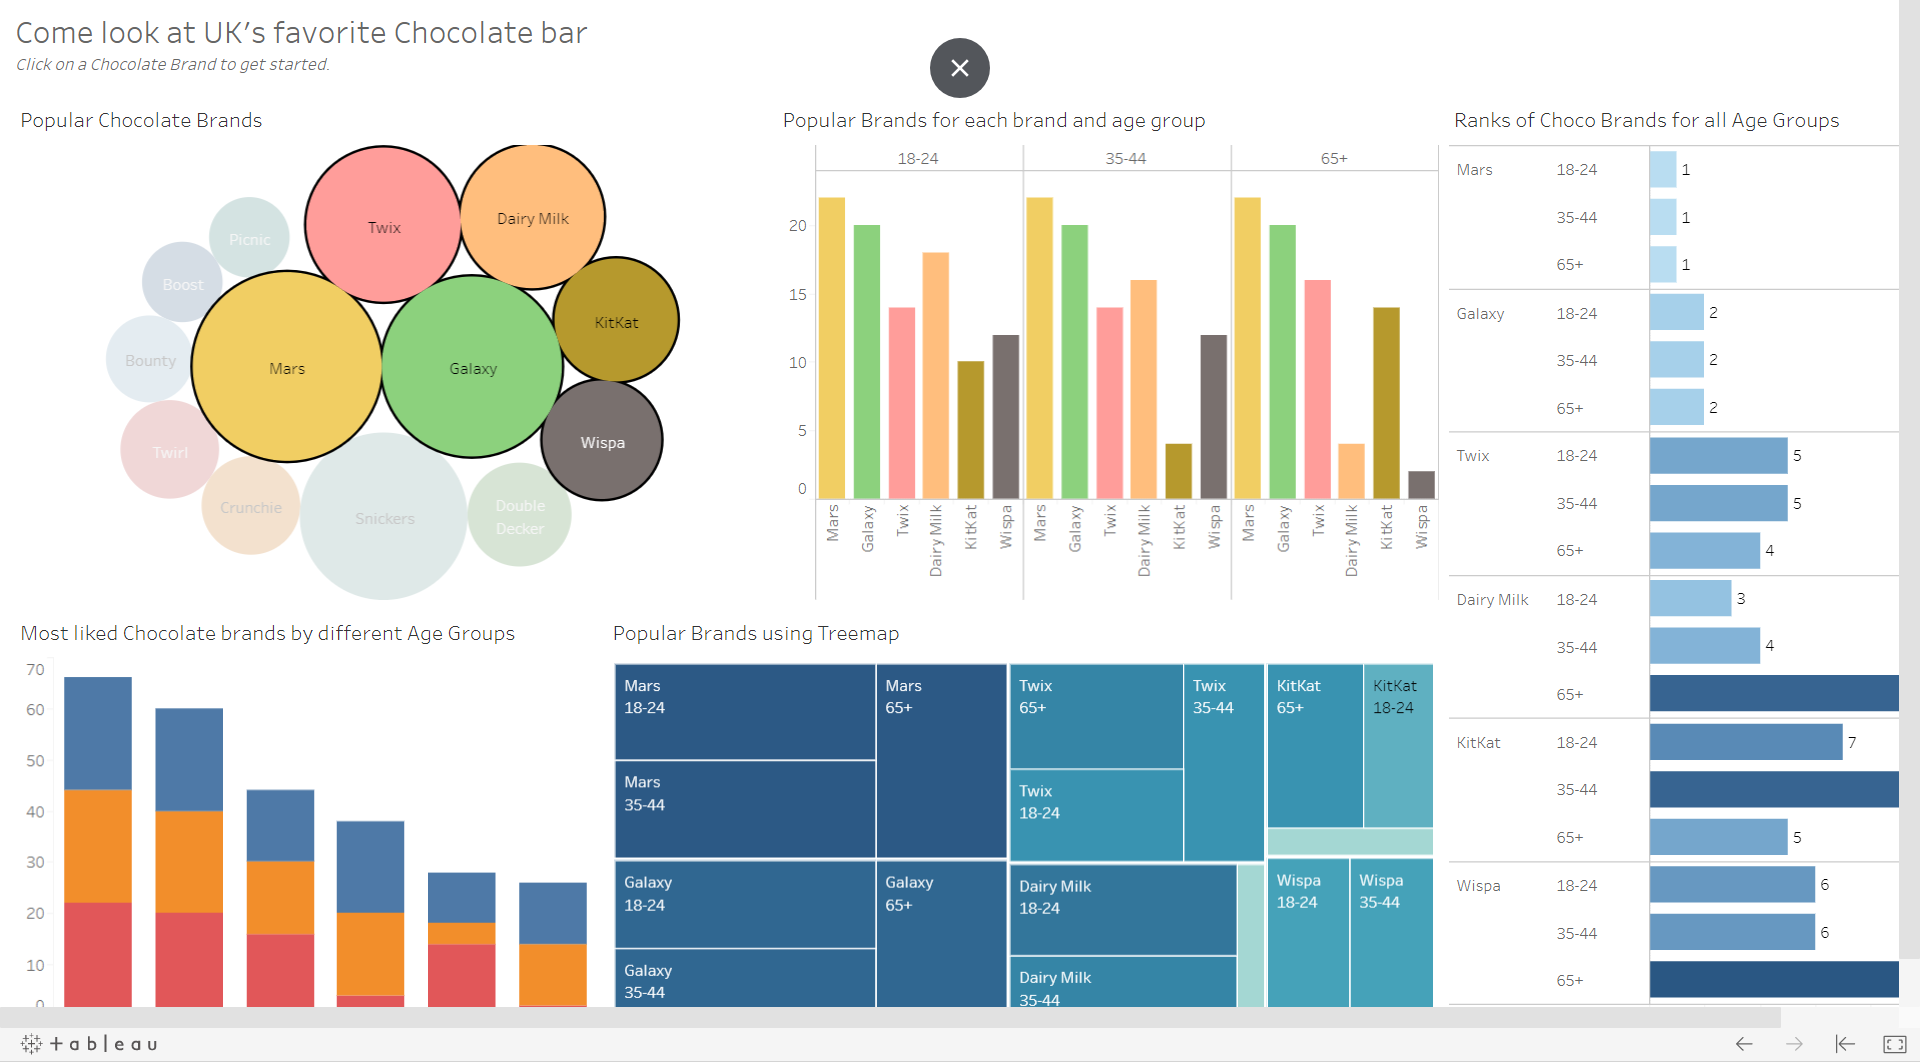 Come look at UK's favorite Chocolate bar
Click on a Chocolate Brand to get started.
Popular Chocolate Brands
Twix
Dairy Milk
Picnic
Boost
KitKat
Bounty
Mars
Galaxy
Wispa
Twirl
Crunchie
Snickers
Double
Decker
Popular Brands for each brand and age group
18-24 35-44 65+
20
15
10
5
0
Mars Galaxy Twix Dairy Milk KitKat Wispa Mars Galaxy Twix Dairy Milk KitKat Wispa Mars Galaxy Twix Dairy Milk KitKat Wispa
Ranks of Choco Brands for all Age Groups
Mars 18-24 1
35-44 1
65+ 1
Galaxy 18-24 2
35-44 2
65+ 2
Twix 18-24 5
35-44 5
65+ 4
Dairy Milk 18-24 3
35-44 4
65+
KitKat 18-24 7
35-44
65+ 5
Wispa 18-24 6
35-44 6
65+
Most liked Chocolate brands by different Age Groups
70
60
50
40
30
20
10
0
Popular Brands using Treemap
Mars
18-24
Mars
65+
Mars
35-44
Galaxy
18-24
Galaxy
65+
Galaxy
35-44
Twix
65+
Twix
35-44
Twix
18-24
Dairy Milk
18-24
Dairy Milk
35-44
KitKat
65+
KitKat
18-24
Wispa
18-24
Wispa
35-44
+ a b | e a u